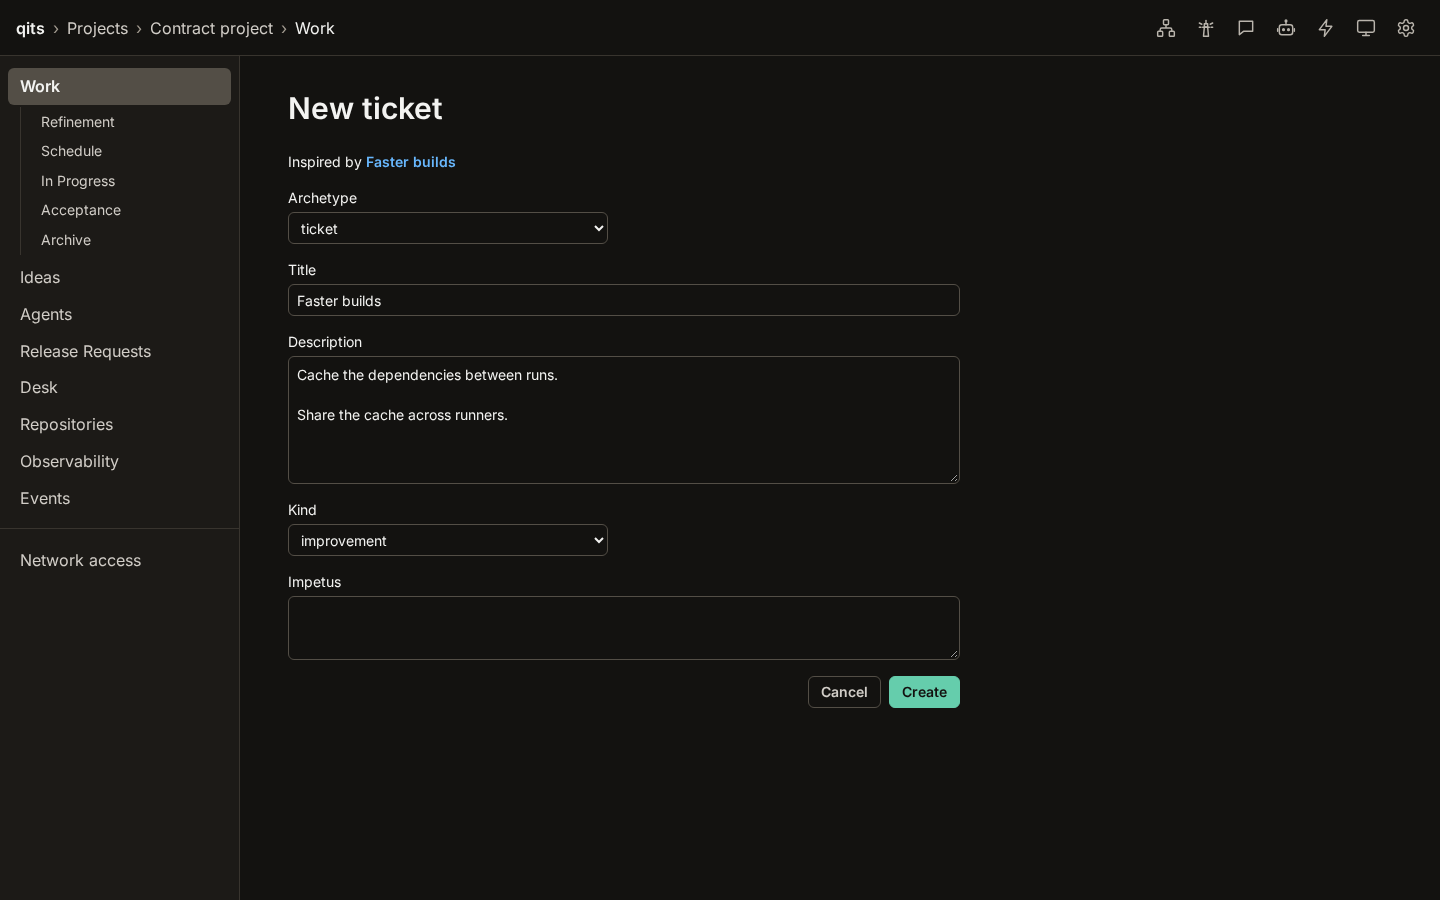 qits › Projects › Contract project › Work
Work
Refinement
Schedule
In Progress
Acceptance
Archive
Ideas
Agents
Release Requests
Desk
Repositories
Observability
Events
Network access
New ticket
Inspired by Faster builds
Archetype
ticket
Title
Faster builds
Description
Cache the dependencies between runs.
Share the cache across runners.
Kind
improvement
Impetus
Cancel
Create